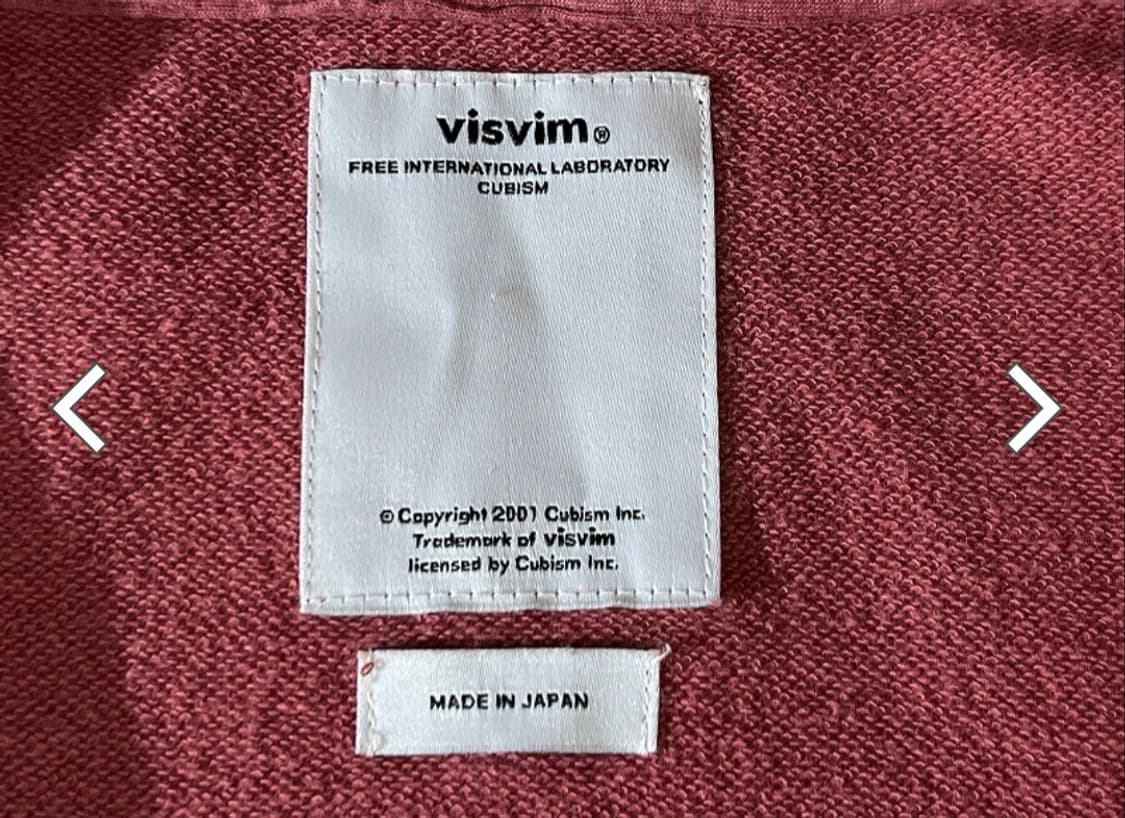 visvim®
FREE INTERNATIONAL LABORATORY
CUBISM
© Copyright 2001 Cubism Inc.
Trademark of visvim
licensed by Cubism Inc.
MADE IN JAPAN